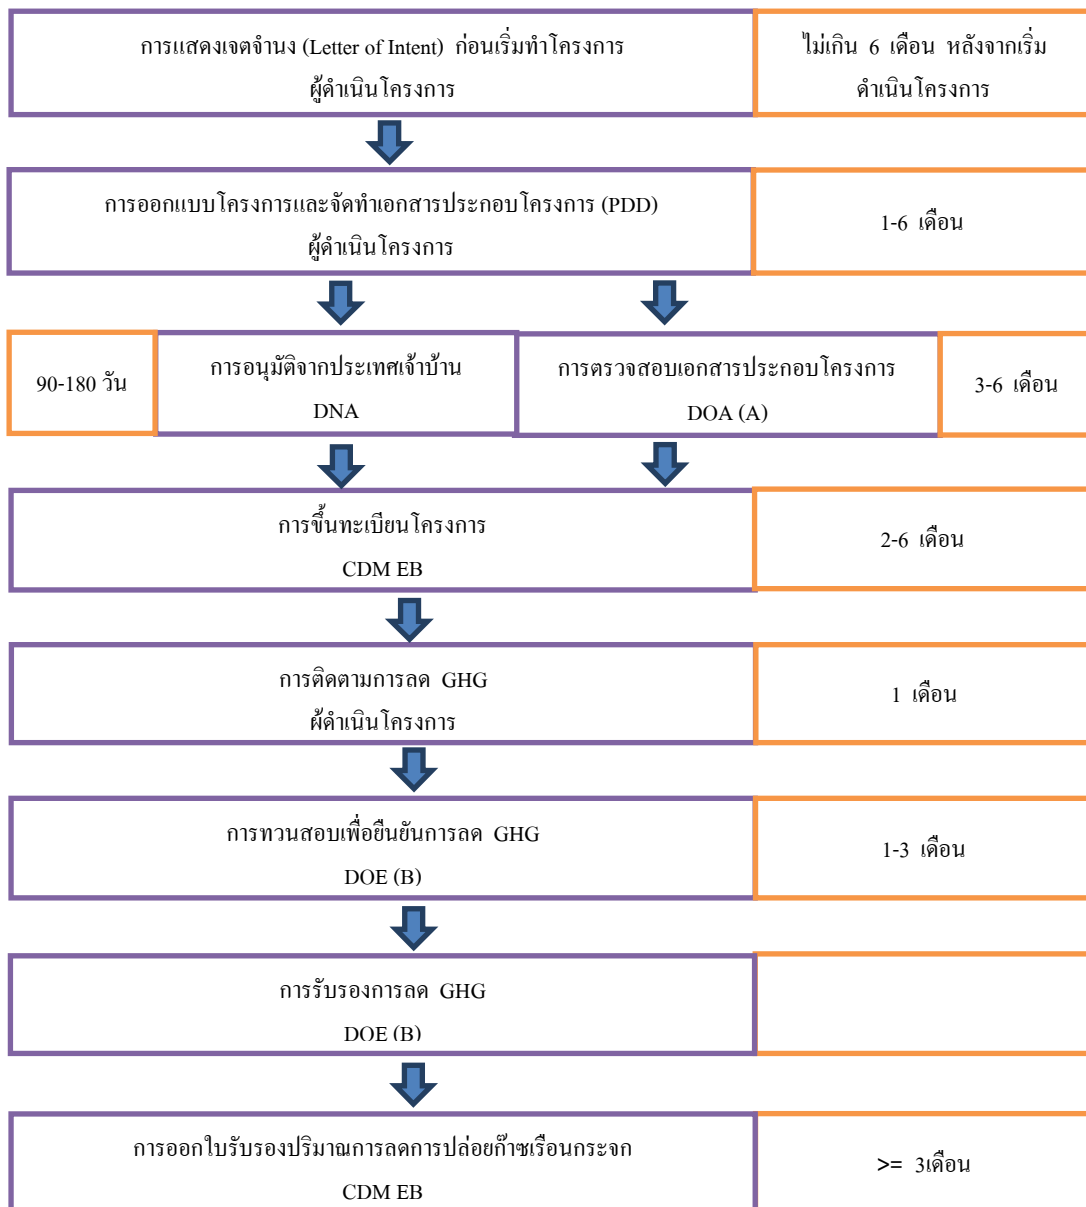 การแสดงเจตจำนง (Letter of Intent) ก่อนเริ่มทำโครงการ
ผู้ดำเนินโครงการ
ไม่เกิน 6 เดือน หลังจากเริ่ม
ดำเนินโครงการ
การออกแบบโครงการและจัดทำเอกสารประกอบโครงการ (PDD)
ผู้ดำเนินโครงการ
1-6 เดือน
90-180 วัน
การอนุมัติจากประเทศเจ้าบ้าน
DNA
การตรวจสอบเอกสารประกอบโครงการ
DOA (A)
3-6 เดือน
การขึ้นทะเบียนโครงการ
CDM EB
2-6 เดือน
การติดตามการลด GHG
ผู้ดำเนินโครงการ
1 เดือน
การทวนสอบเพื่อยืนยันการลด GHG
DOE (B)
1-3 เดือน
การรับรองการลด GHG
DOE (B)
การออกใบรับรองปริมาณการลดการปล่อยก๊าซเรือนกระจก
CDM EB
>= 3เดือน